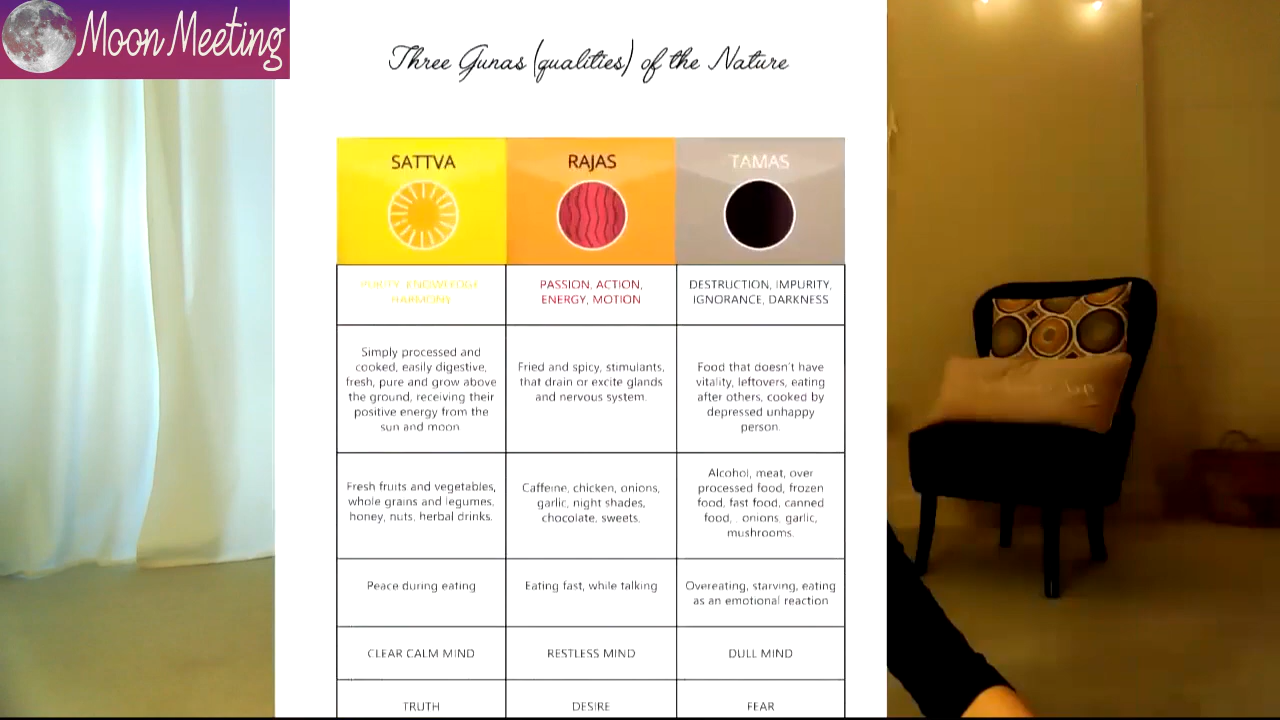 Moon Meeting
Three Gunas (qualities) of the Nature
SATTVA
RAJAS
TAMAS
PURITY, KNOWLEDGE,
HARMONY
PASSION, ACTION,
ENERGY, MOTION
DESTRUCTION, IMPURITY,
IGNORANCE, DARKNESS
Simply processed and
cooked, easily digestive,
fresh, pure and grow above
the ground, receiving their
positive energy from the
sun and moon
Fried and spicy, stimulants,
that drain or excite glands
and nervous system.
Food that doesn't have
vitality, leftovers, eating
after others, cooked by
depressed unhappy
person.
Fresh fruits and vegetables,
whole grains and legumes,
honey, nuts, herbal drinks.
Caffeine, chicken, onions,
garlic, night shades,
chocolate, sweets.
Alcohol, meat, over
processed food, frozen
food, fast food, canned
food, . onions, garlic,
mushrooms.
Peace during eating
Eating fast, while talking
Overeating, starving, eating
as an emotional reaction
CLEAR CALM MIND
RESTLESS MIND
DULL MIND
TRUTH
DESIRE
FEAR